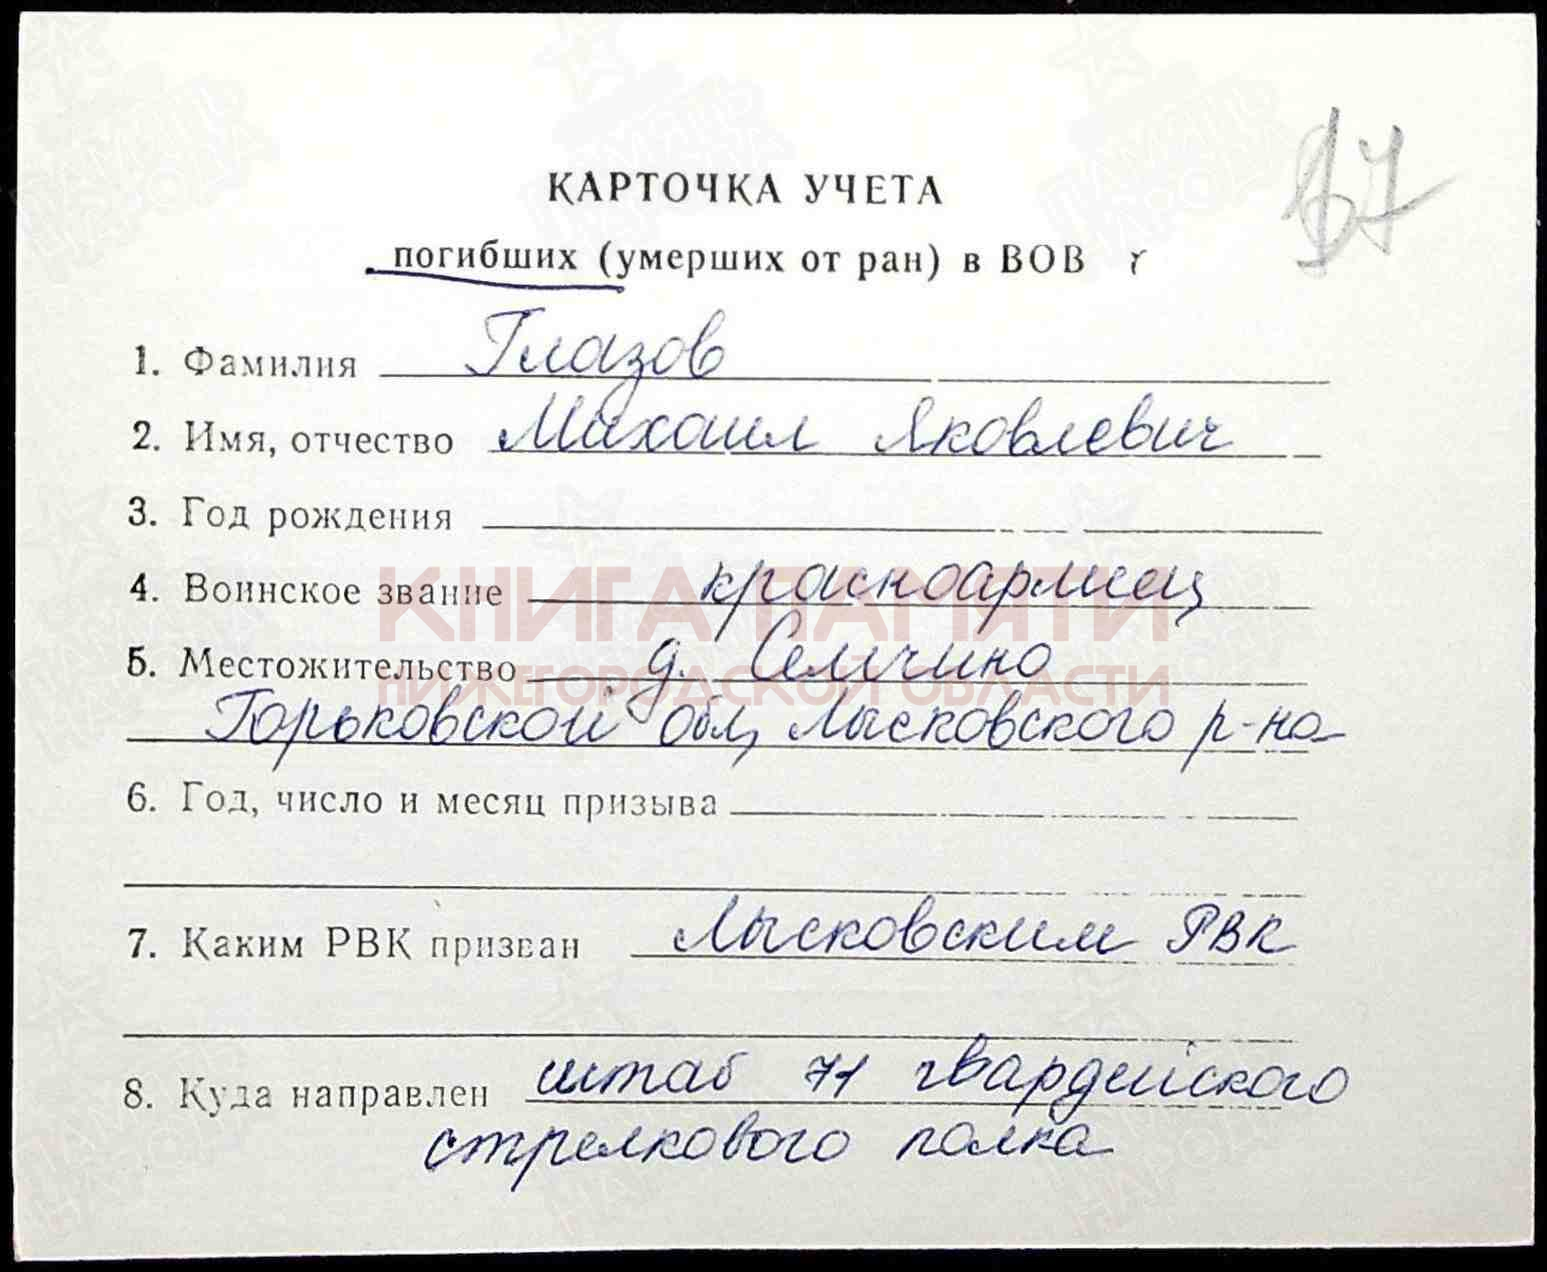 КАРТОЧКА УЧЕТА
погибших (умерших от ран) в ВОВ г
1. Фамилия Глазов
2. Имя, отчество Михаил Яковлевич
3. Год рождения
4. Воинское звание красноармеец
5. Местожительство д. Семчино
Горьковской обл, Лысковского р-на
6. Год, число и месяц призыва
7. Каким РВК призван Лысковским РВК
8. Куда направлен штаб 71 гвардейского
стрелкового полка
КНИГА ПАМЯТИ
НИЖЕГОРОДСКОЙ ОБЛАСТИ
ПАМЯТЬ
НАРОДА